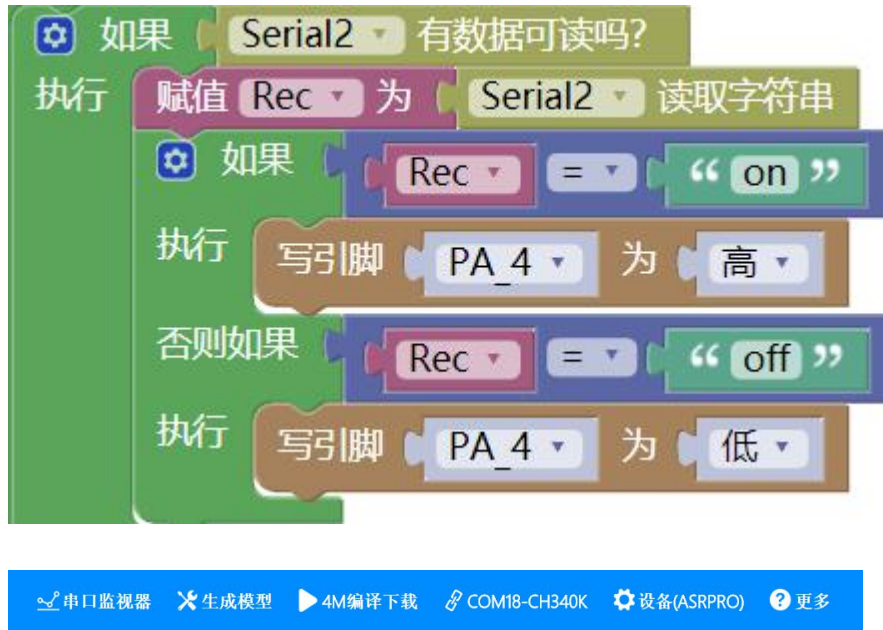 如果 Serial2 有数据可读吗?
执行 赋值 Rec 为 Serial2 读取字符串
如果 Rec = “ on ”
执行 写引脚 PA_4 为 高
否则如果 Rec = “ off ”
执行 写引脚 PA_4 为 低
串口监视器 生成模型 4M编译下载 COM18-CH340K 设备(ASRPRO) 更多